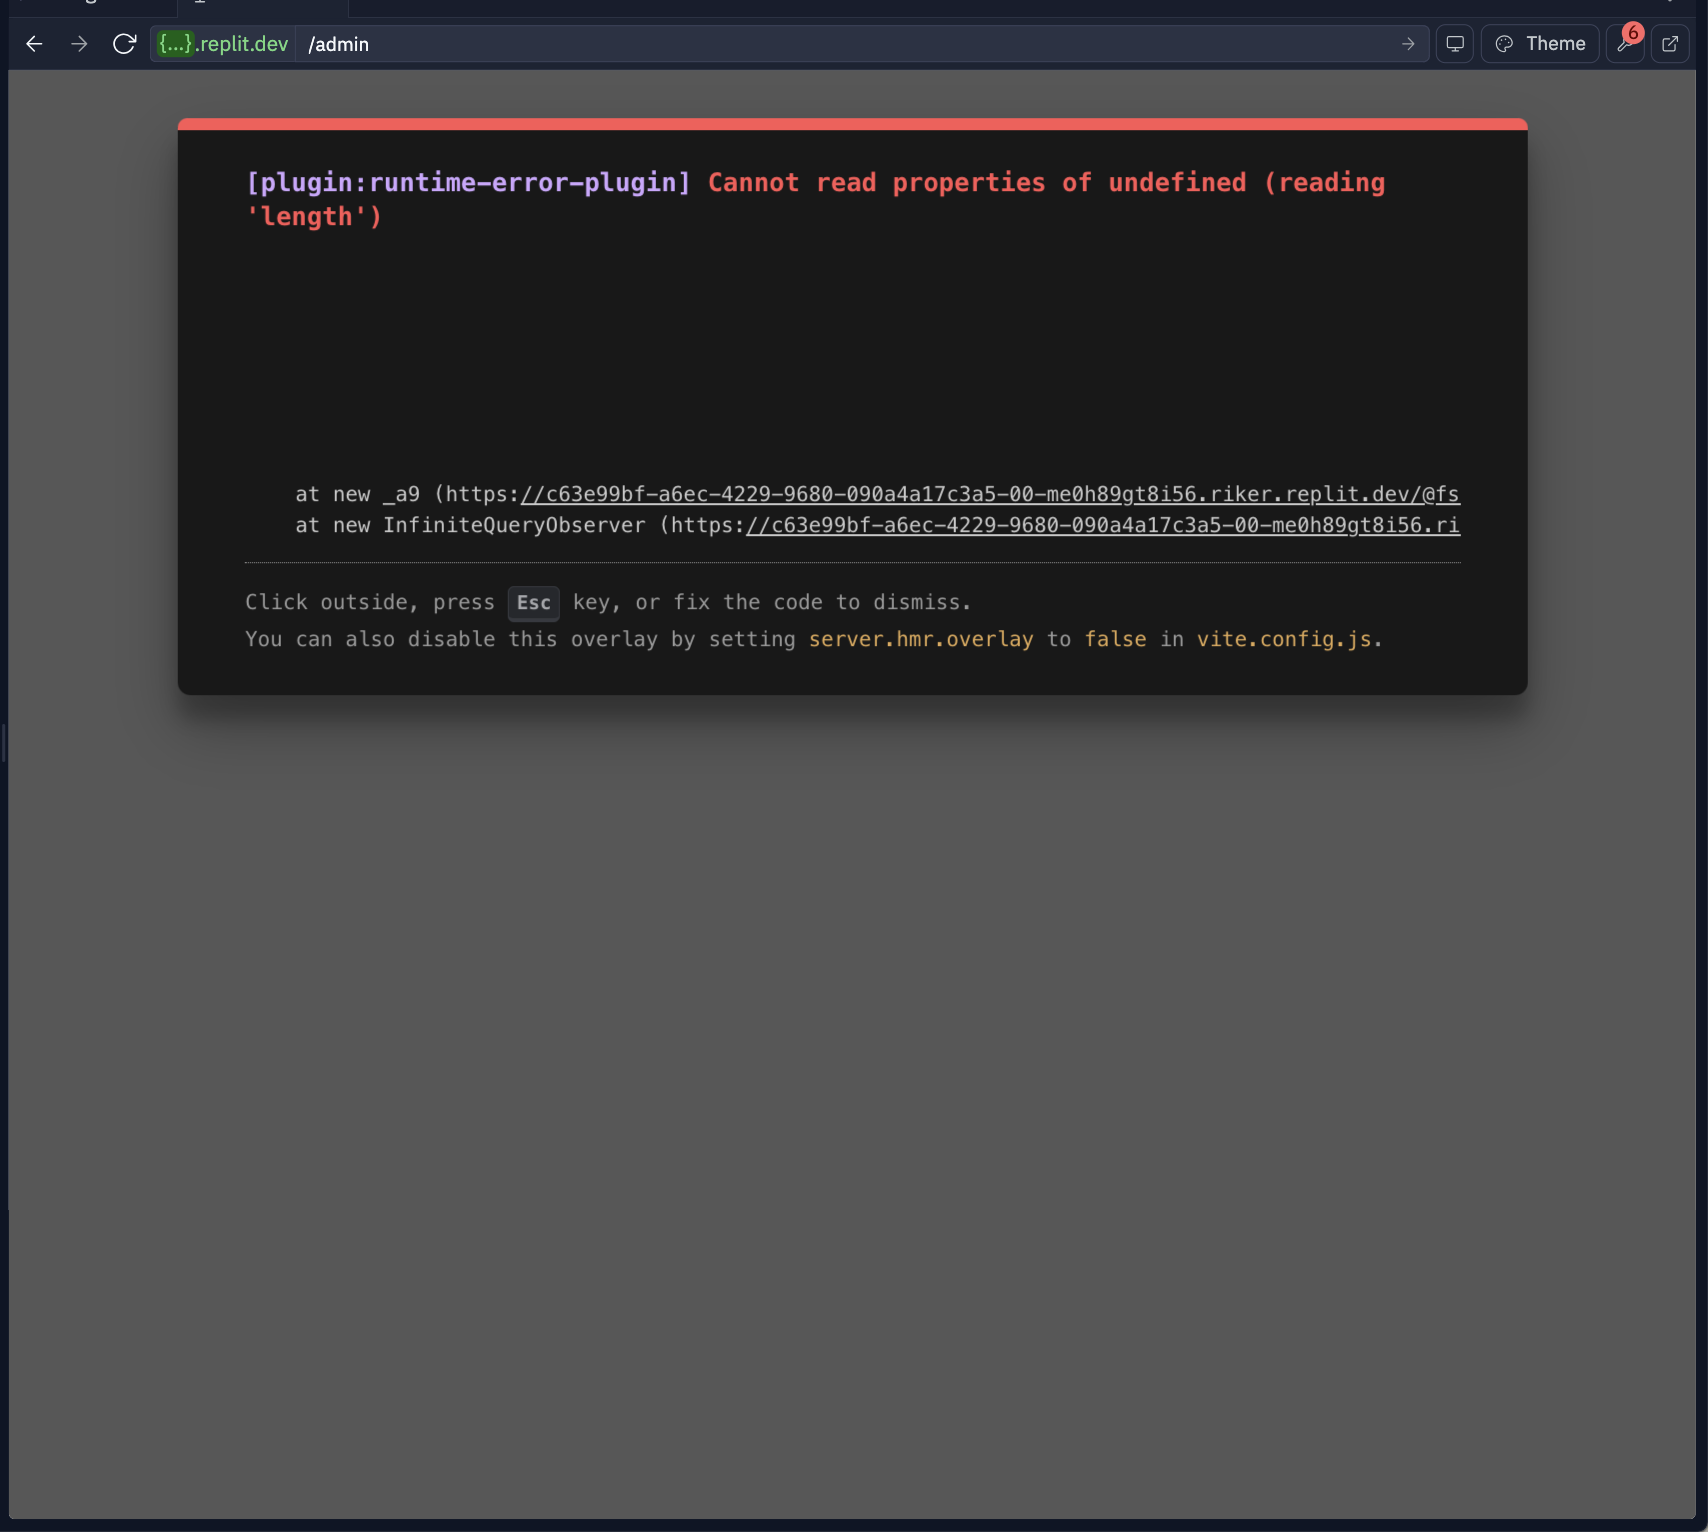 {...}.replit.dev /admin Theme 6
[plugin:runtime-error-plugin] Cannot read properties of undefined (reading
'length')
at new _a9 (https://c63e99bf-a6ec-4229-9680-090a4a17c3a5-00-me0h89gt8i56.riker.replit.dev/@fs
at new InfiniteQueryObserver (https://c63e99bf-a6ec-4229-9680-090a4a17c3a5-00-me0h89gt8i56.ri
Click outside, press Esc key, or fix the code to dismiss.
You can also disable this overlay by setting server.hmr.overlay to false in vite.config.js.